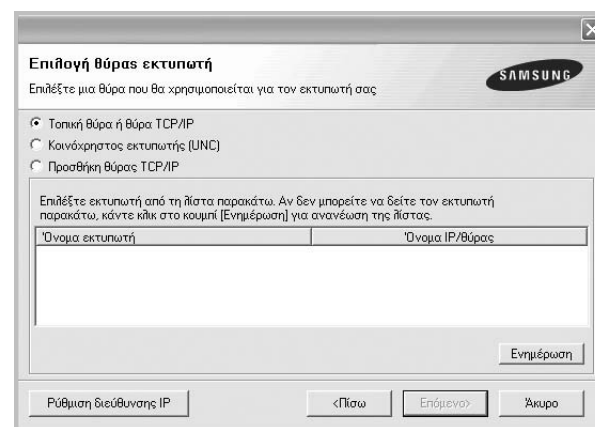 Επιλογή θύρας εκτυπωτή
Επιλέξτε μια θύρα που θα χρησιμοποιείται για τον εκτυπωτή σας
SAMSUNG
Τοπική θύρα ή θύρα TCP/IP
Κοινόχρηστος εκτυπωτής (UNC)
Προσθήκη θύρας TCP/IP
Επιλέξτε εκτυπωτή από τη λίστα παρακάτω. Αν δεν μπορείτε να δείτε τον εκτυπωτή
παρακάτω, κάντε κλικ στο κουμπί [Ενημέρωση] για ανανέωση της λίστας.
Όνομα εκτυπωτή Όνομα IP/θύρας
Ενημέρωση
Ρύθμιση διεύθυνσης IP <Πίσω Επόμενο> Άκυρο